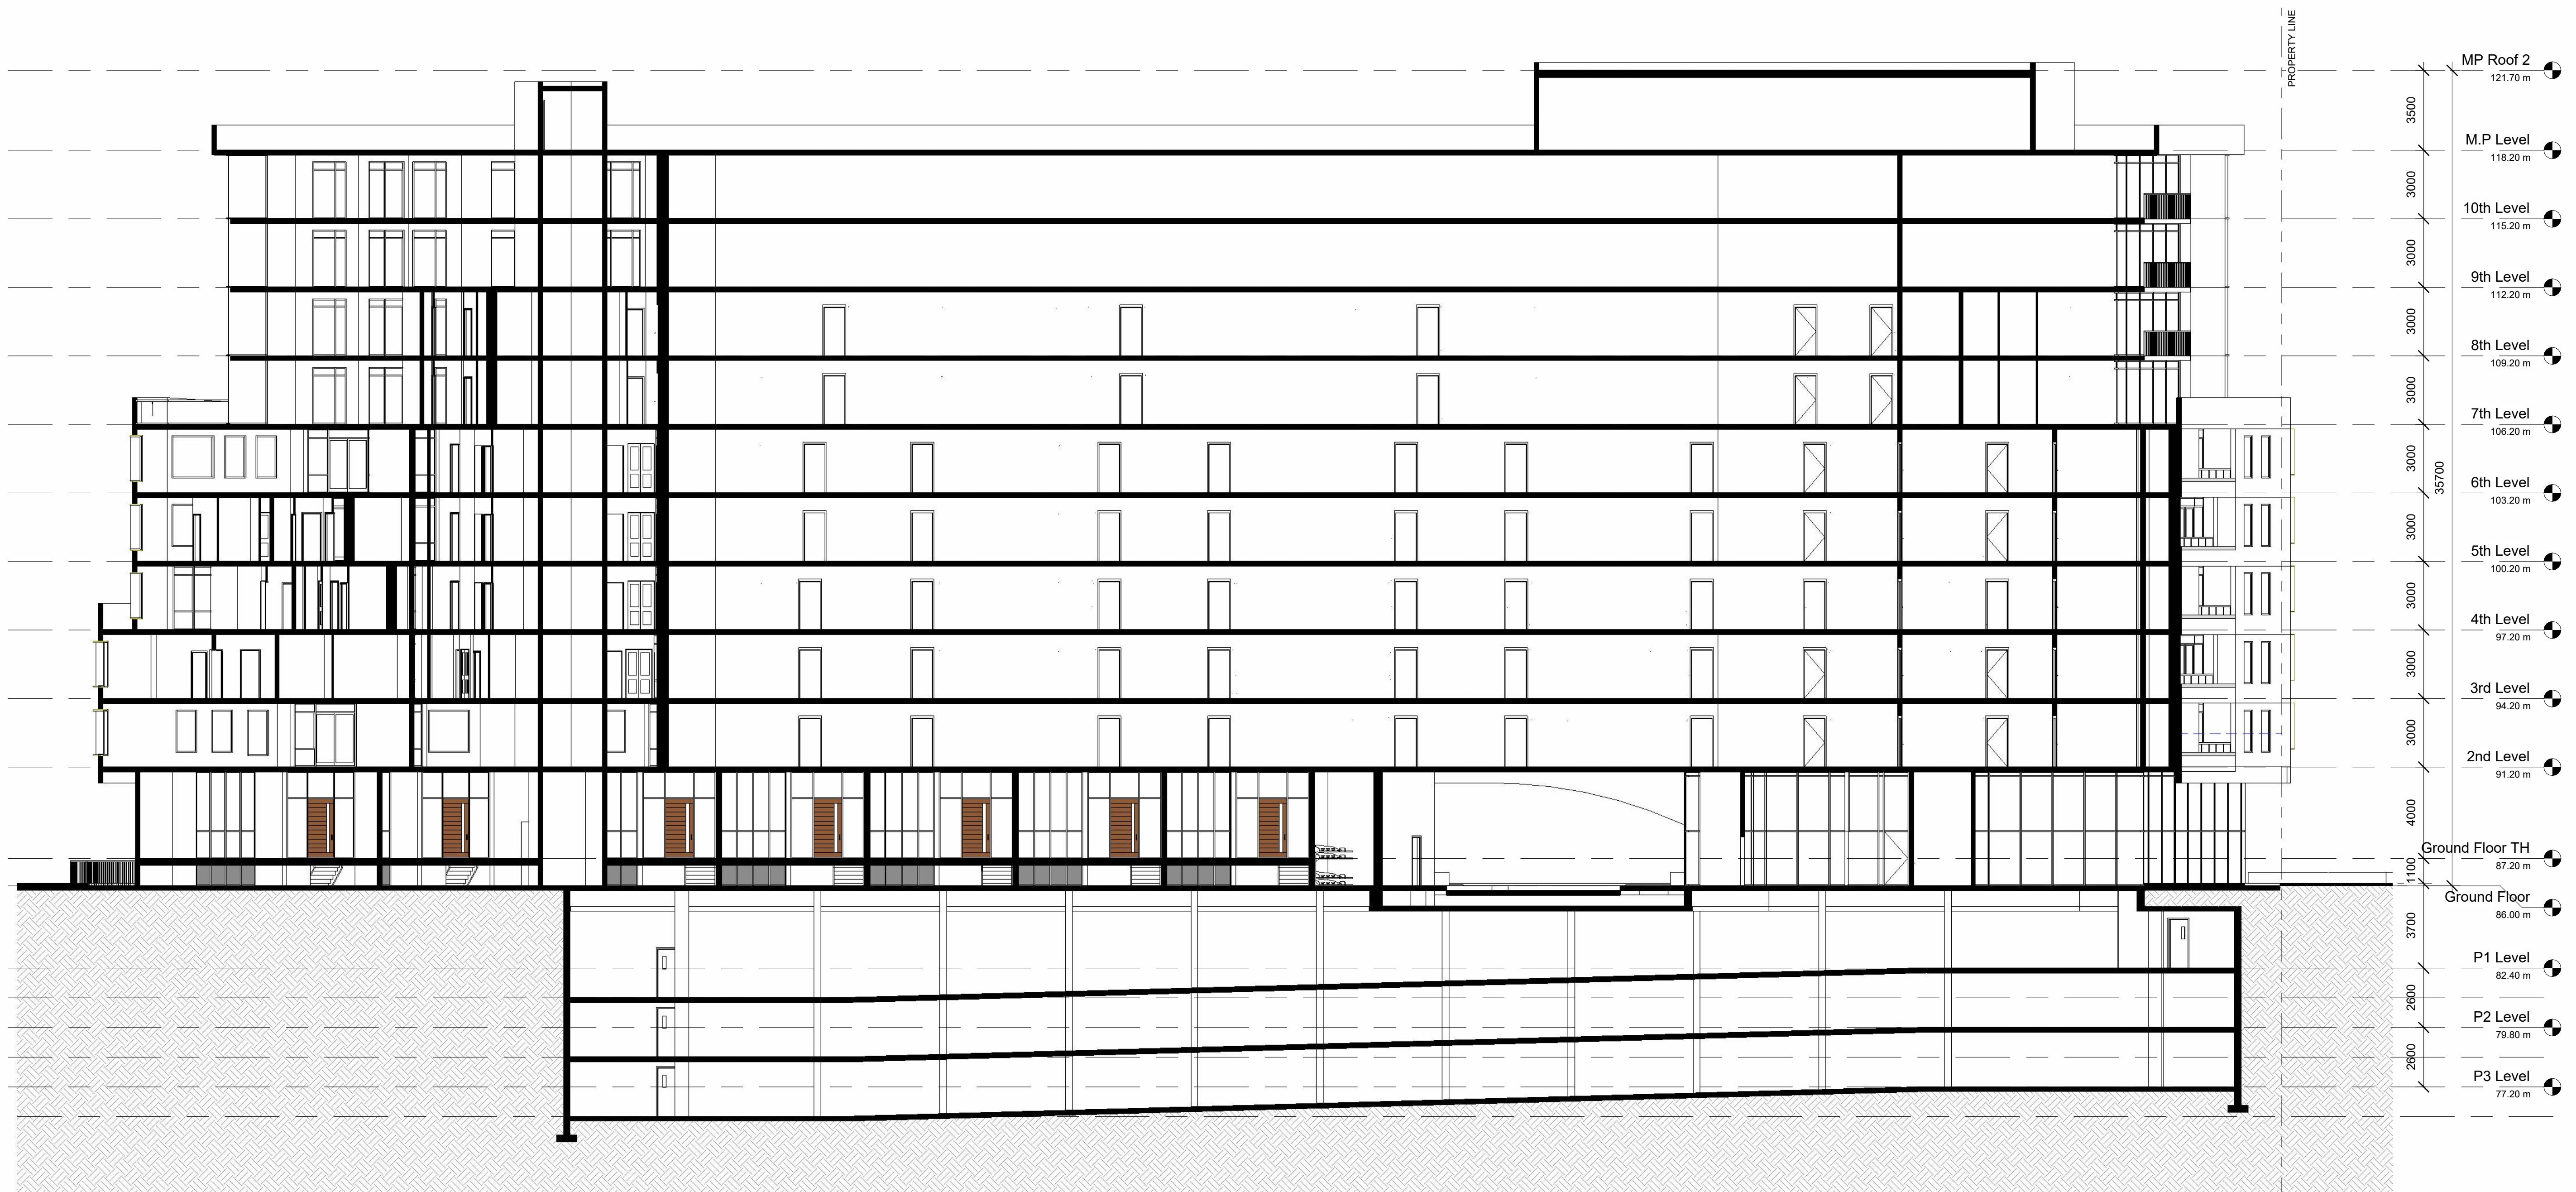 PROPERTY LINE
MP Roof 2
121.70 m
3500
M.P Level
118.20 m
3000
10th Level
115.20 m
3000
9th Level
112.20 m
3000
8th Level
109.20 m
3000
7th Level
106.20 m
3000
35700
6th Level
103.20 m
3000
5th Level
100.20 m
3000
4th Level
97.20 m
3000
3rd Level
94.20 m
3000
2nd Level
91.20 m
4000
Ground Floor TH
87.20 m
1100
Ground Floor
86.00 m
3700
P1 Level
82.40 m
2600
P2 Level
79.80 m
2600
P3 Level
77.20 m